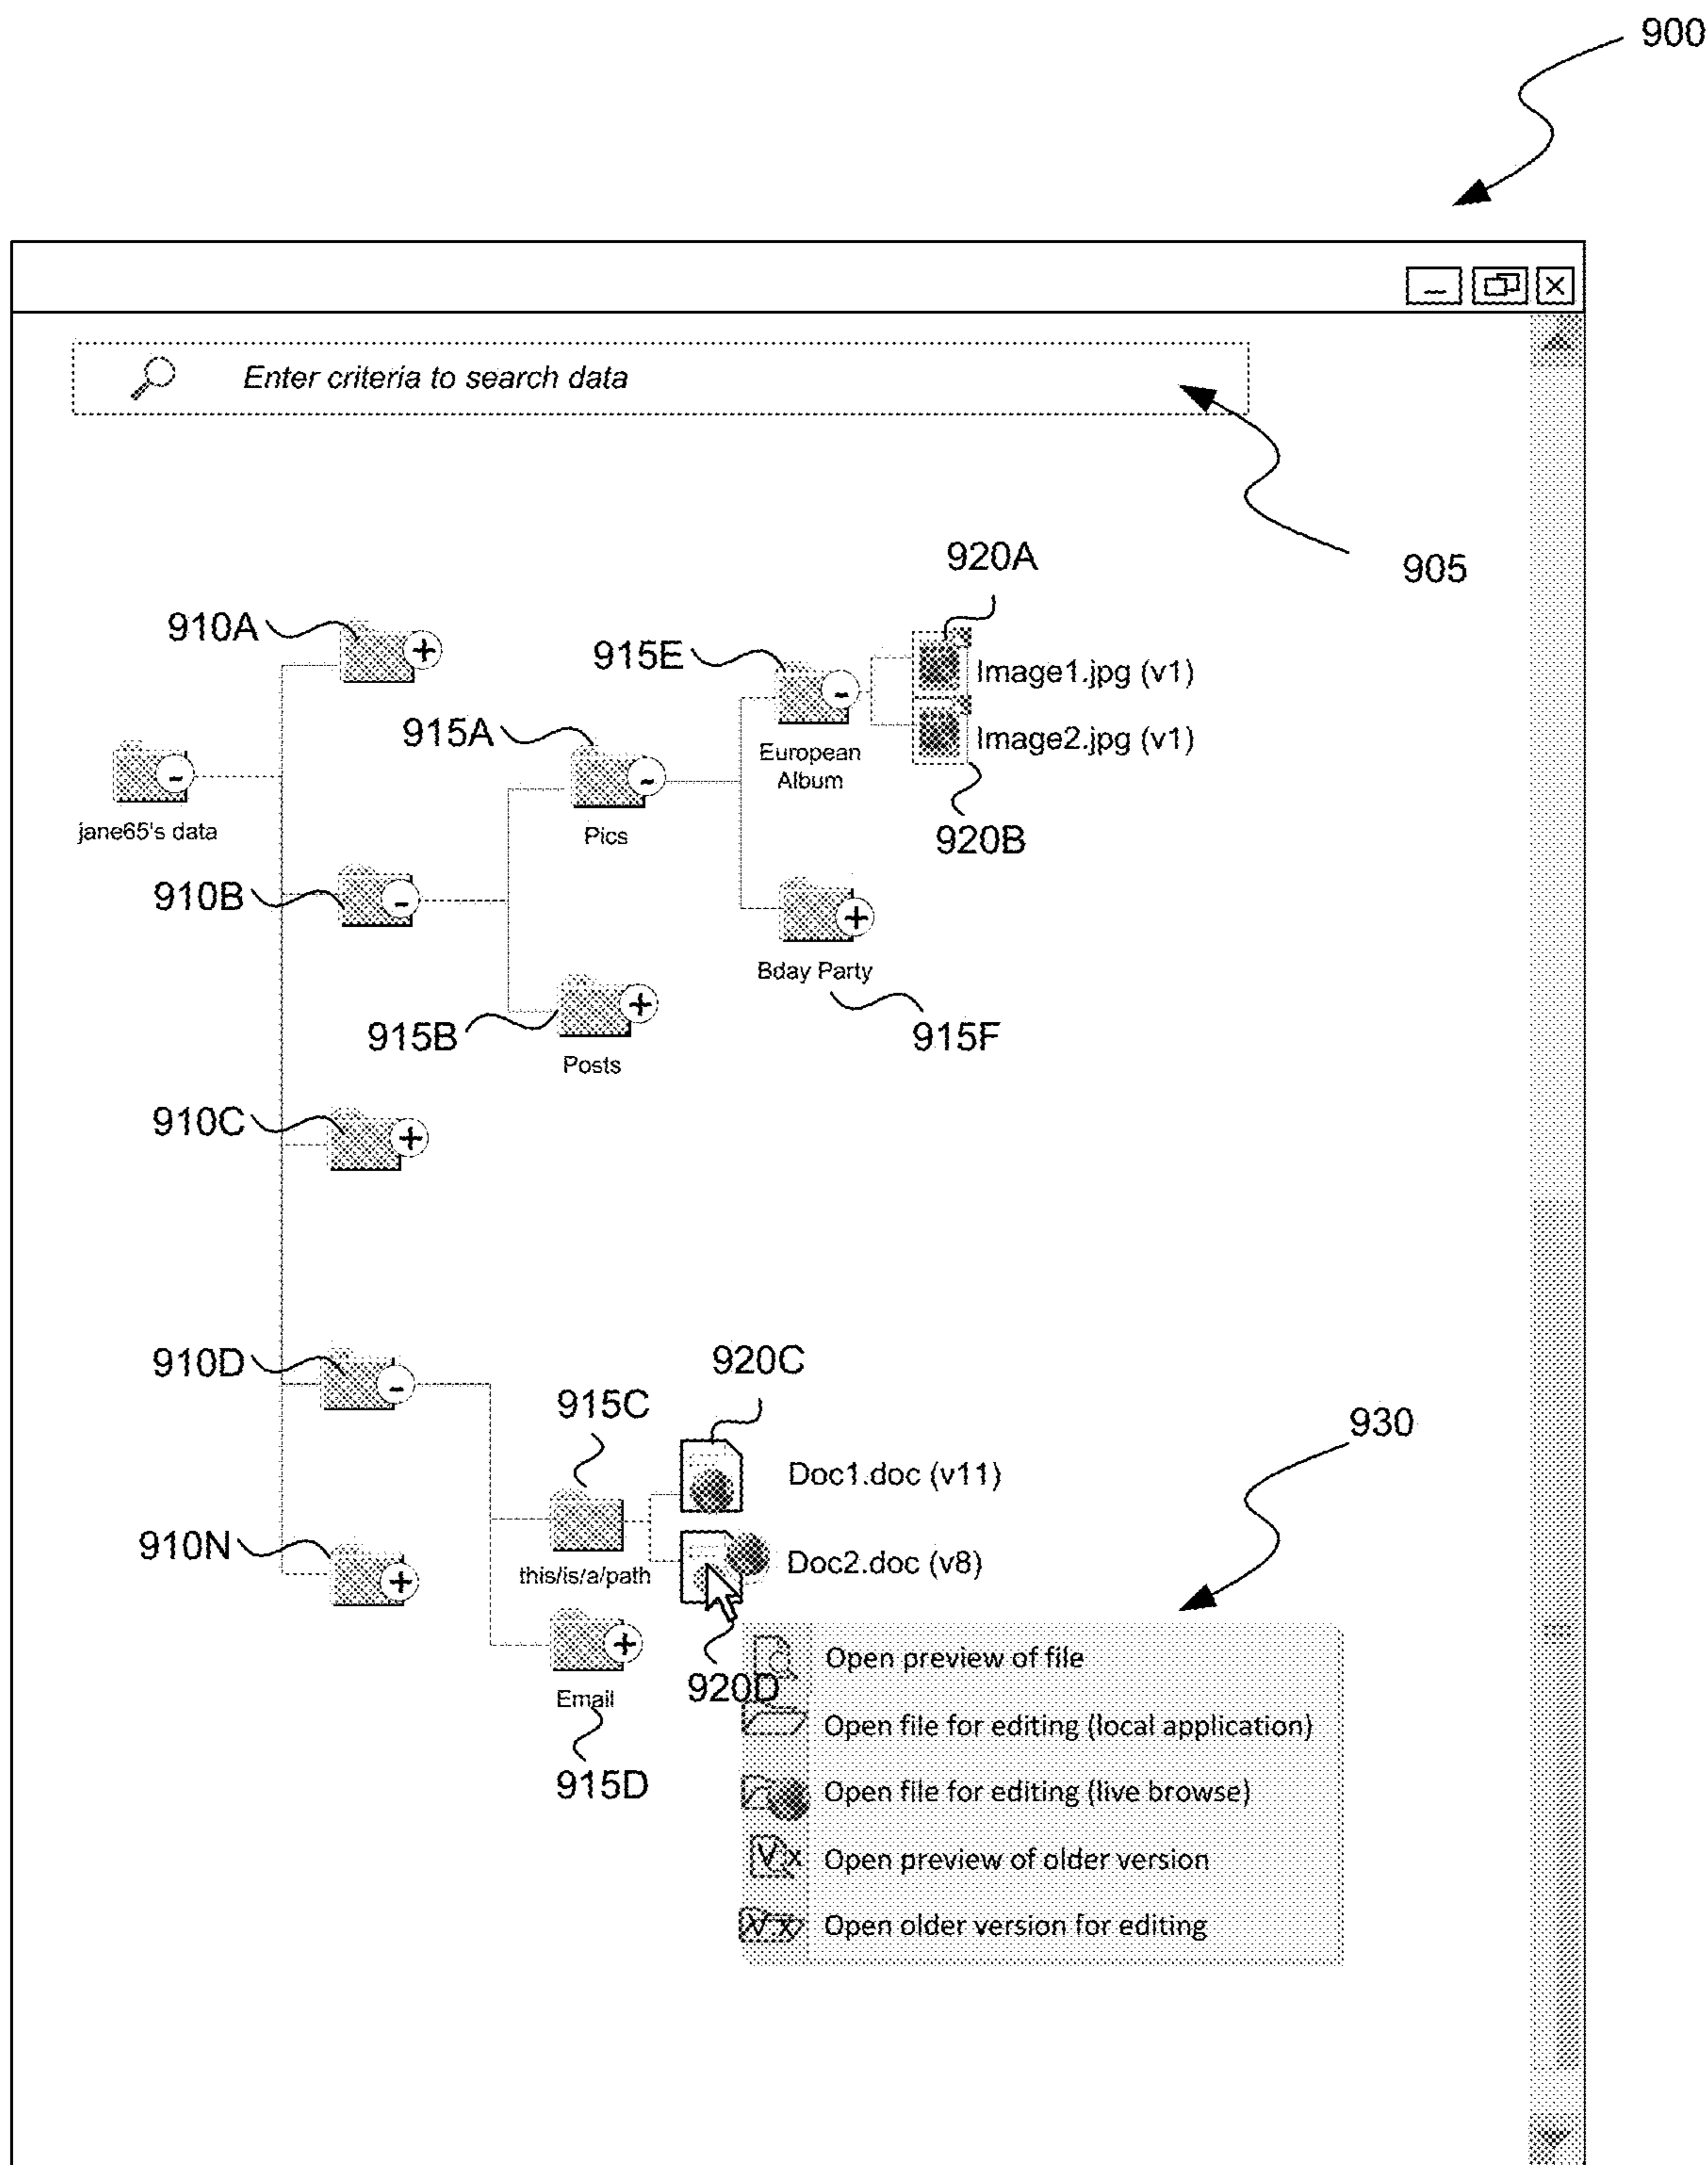 900
Enter criteria to search data
905
920A
910A
915E
Image1.jpg (v1)
915A
Image2.jpg (v1)
European
Album
jane65's data
Pics
920B
910B
Bday Party
915B
915F
Posts
910C
910D
920C
915C
930
Doc1.doc (v11)
910N
Doc2.doc (v8)
this/is/a/path
Open preview of file
920D
Email
Open file for editing (local application)
915D
Open file for editing (live browse)
V x
Open preview of older version
V x
Open older version for editing